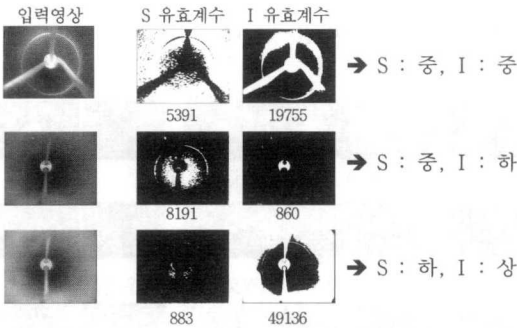 입력영상 S 유효계수 I 유효계수
➔ S : 중, I : 중
5391 19755
➔ S : 중, I : 하
8191 860
➔ S : 하, I : 상
883 49136